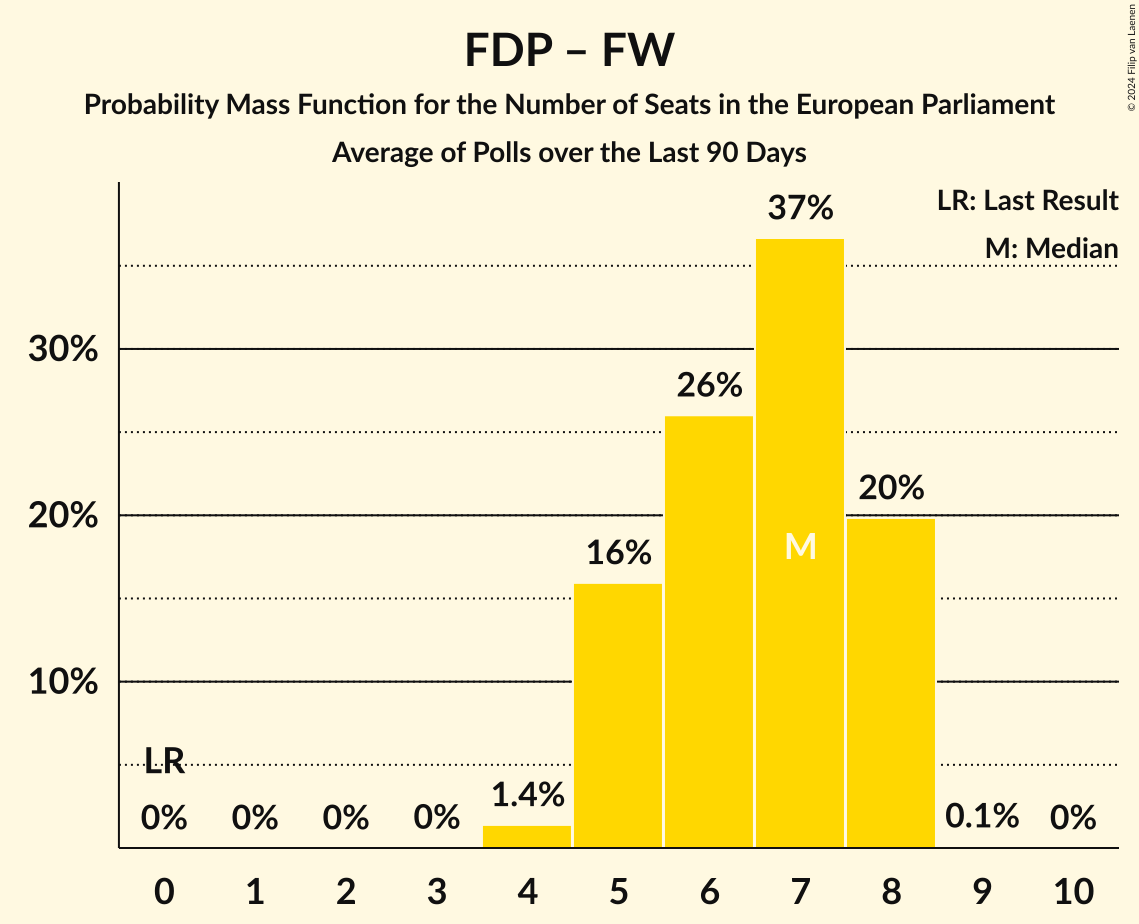 FDP – FW
Probability Mass Function for the Number of Seats in the European Parliament
Average of Polls over the Last 90 Days
© 2024 Filip van Laenen
LR: Last Result
M: Median
30%
20%
10%
LR
0%
0%
0%
0%
1.4%
16%
26%
37%
M
20%
0.1%
0%
0 1 2 3 4 5 6 7 8 9 10